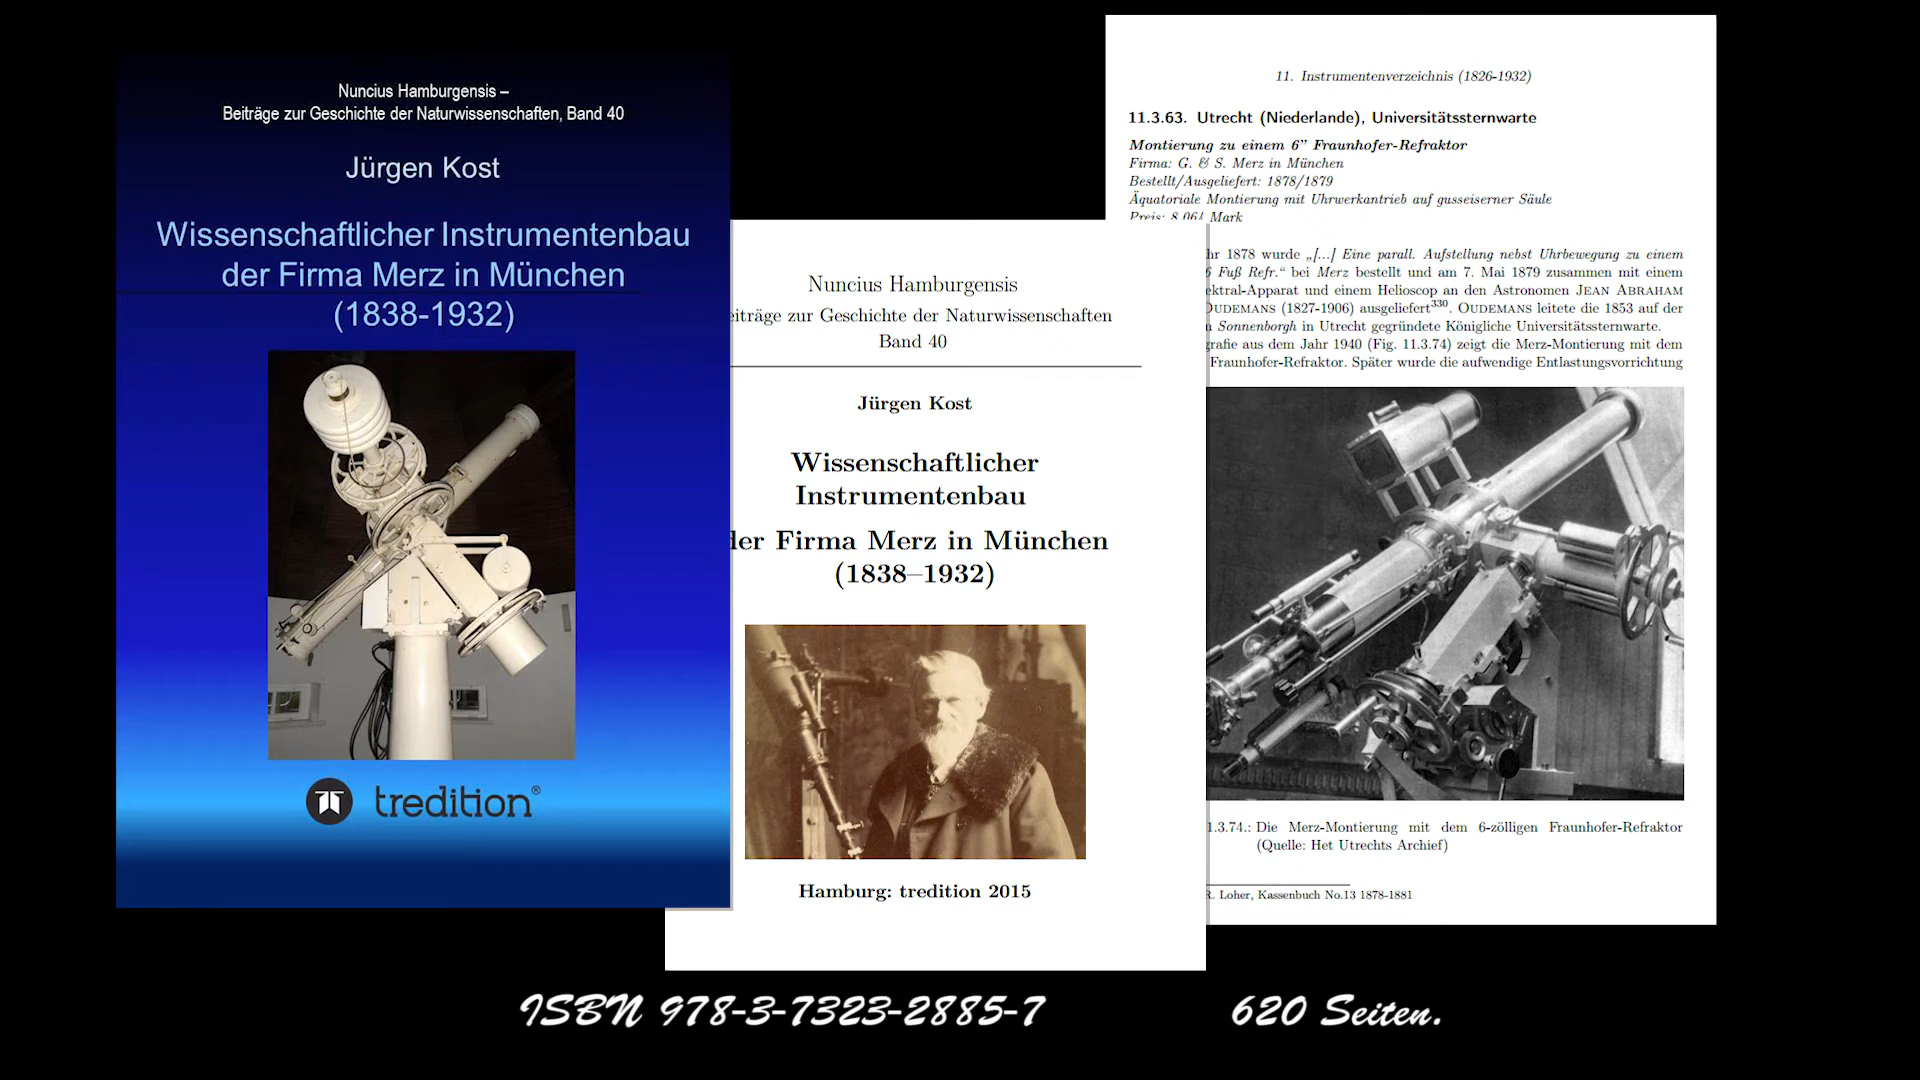 Nuncius Hamburgensis –
Beiträge zur Geschichte der Naturwissenschaften, Band 40
Jürgen Kost
Wissenschaftlicher Instrumentenbau
der Firma Merz in München
(1838-1932)
tredition®
Nuncius Hamburgensis
eiträge zur Geschichte der Naturwissenschaften
Band 40
Jürgen Kost
Wissenschaftlicher
Instrumentenbau
der Firma Merz in München
(1838–1932)
Hamburg: tredition 2015
11. Instrumentenverzeichnis (1826-1932)
11.3.63. Utrecht (Niederlande), Universitätssternwarte
Montierung zu einem 6" Fraunhofer-Refraktor
Firma: G. & S. Merz in München
Bestellt/Ausgeliefert: 1878/1879
Äquatoriale Montierung mit Uhrwerkantrieb auf gusseiserner Säule
Preis: 8.064 Mark
hr 1878 wurde „[...] Eine parall. Aufstellung nebst Uhrbewegung zu einem
6 Fuß Refr.“ bei Merz bestellt und am 7. Mai 1879 zusammen mit einem
ektral-Apparat und einem Helioscop an den Astronomen JEAN ABRAHAM
OUDEMANS (1827-1906) ausgeliefert330. OUDEMANS leitete die 1853 auf der
n Sonnenborgh in Utrecht gegründete Königliche Universitätssternwarte.
grafie aus dem Jahr 1940 (Fig. 11.3.74) zeigt die Merz-Montierung mit dem
Fraunhofer-Refraktor. Später wurde die aufwendige Entlastungsvorrichtung
1.3.74.: Die Merz-Montierung mit dem 6-zölligen Fraunhofer-Refraktor
(Quelle: Het Utrechts Archief)
R. Loher, Kassenbuch No.13 1878-1881
ISBN 978-3-7323-2885-7
620 Seiten.